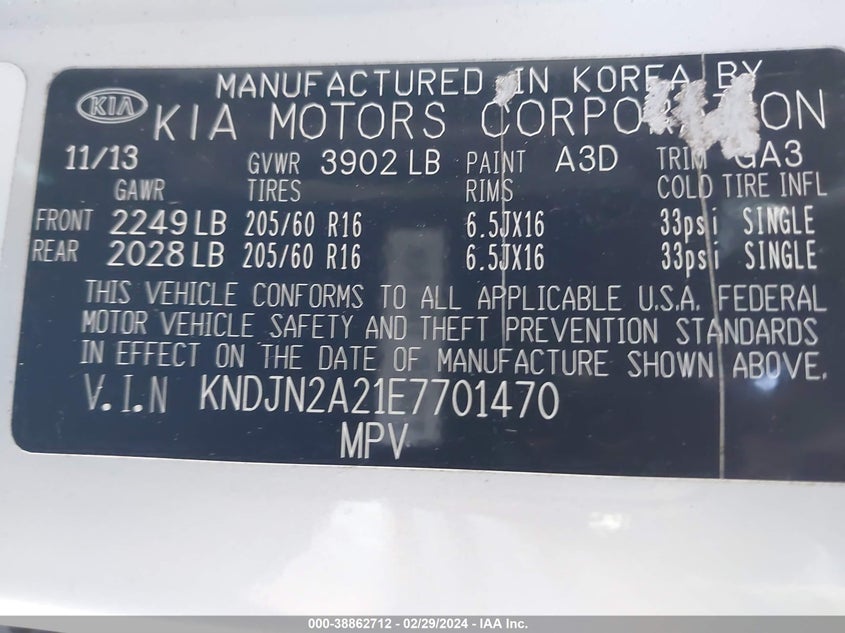 MANUFACTURED IN KOREA BY
KIA KIA MOTORS CORPORATION
11/13 GVWR 3902 LB PAINT A3D TRIM GA3
GAWR TIRES RIMS COLD TIRE INFL
FRONT 2249 LB 205/60 R16 6.5JX16 33psi SINGLE
REAR 2028 LB 205/60 R16 6.5JX16 33psi SINGLE
THIS VEHICLE CONFORMS TO ALL APPLICABLE U.S.A. FEDERAL
MOTOR VEHICLE SAFETY AND THEFT PREVENTION STANDARDS
IN EFFECT ON THE DATE OF MANUFACTURE SHOWN ABOVE.
V.I.N KNDJN2A21E7701470
MPV
000-38862712 - 02/29/2024 - IAA Inc.